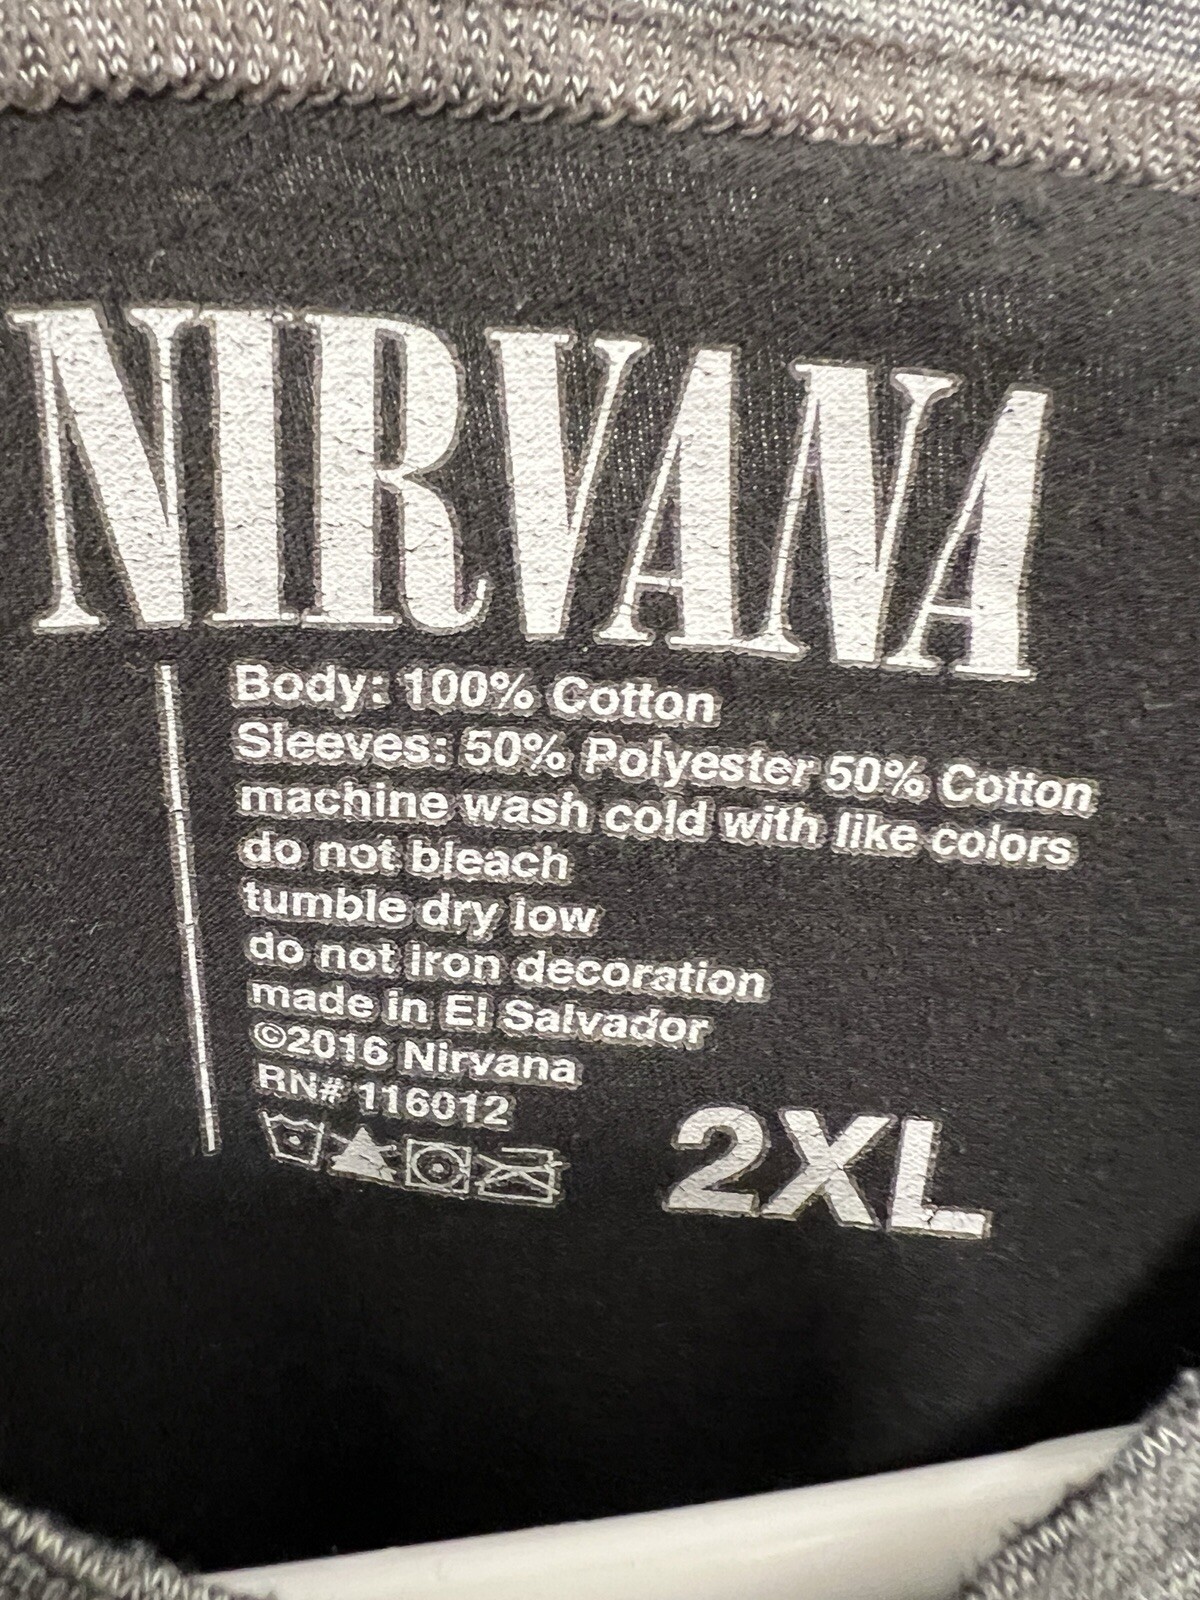 NIRVANA
Body: 100% Cotton
Sleeves: 50% Polyester 50% Cotton
machine wash cold with like colors
do not bleach
tumble dry low
do not iron decoration
made in El Salvador
©2016 Nirvana
RN# 116012
2XL